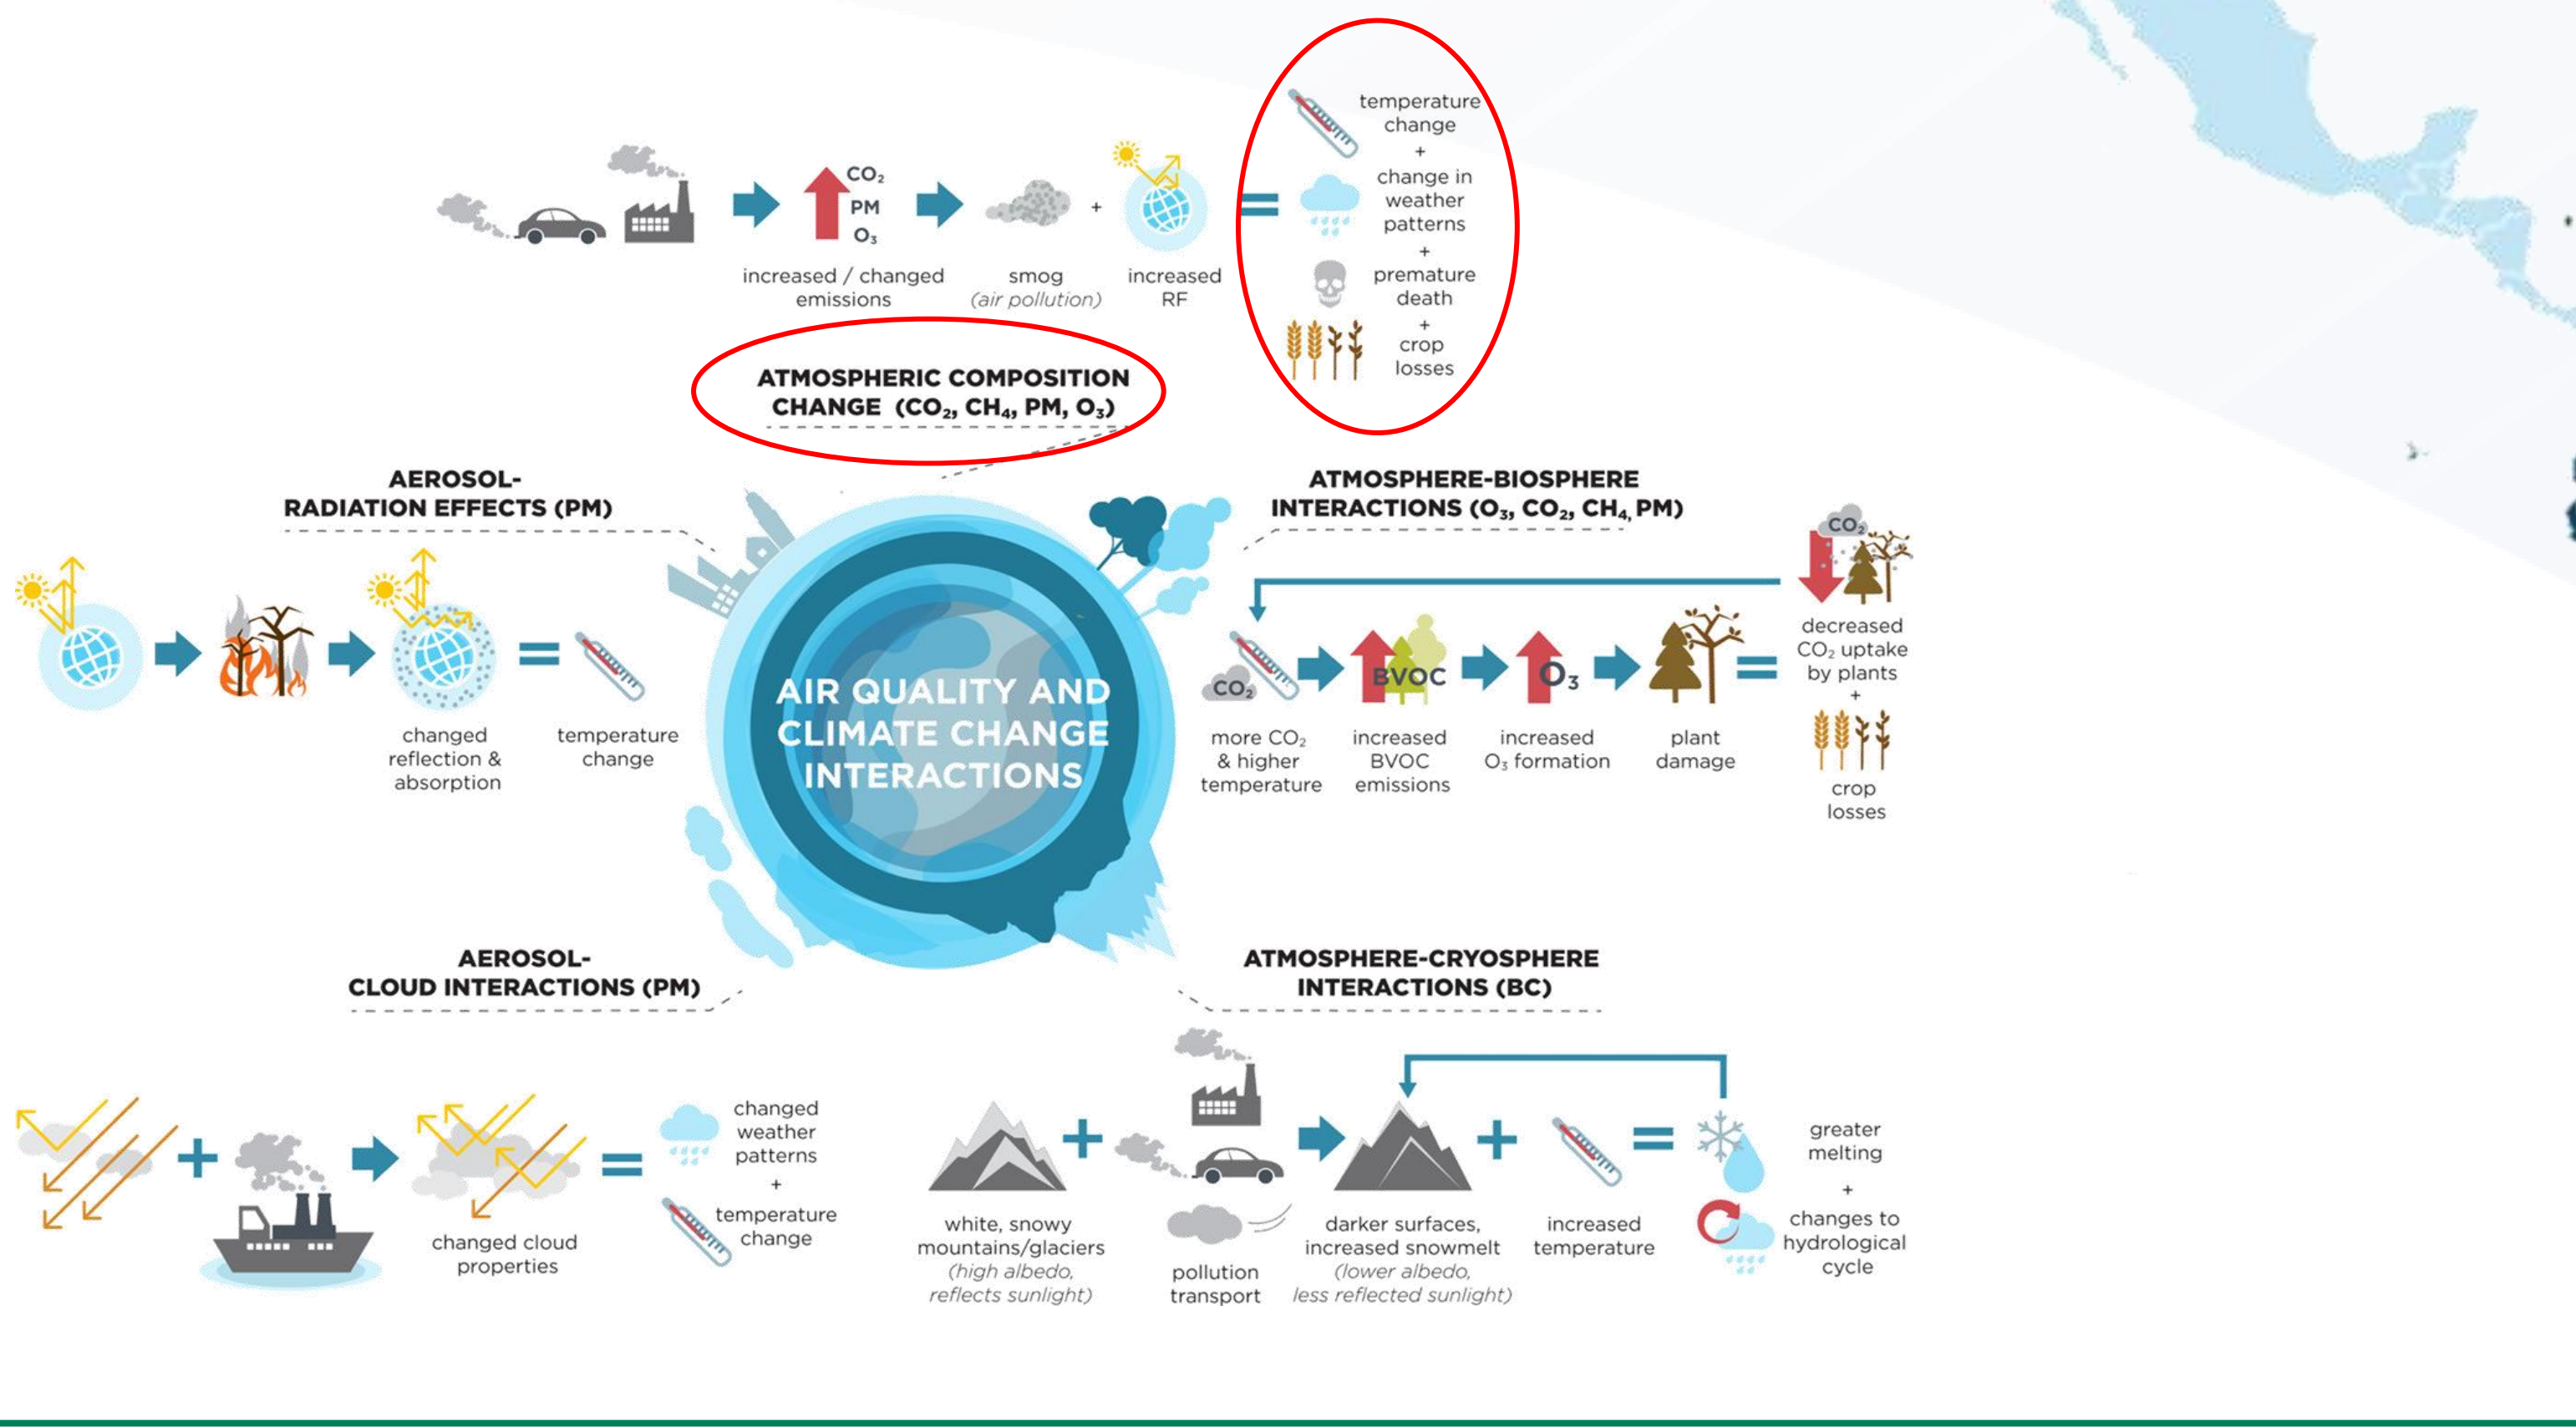 CO₂
PM
O₃
increased / changed
emissions
smog
(air pollution)
+
increased
RF
temperature
change
+
change in
weather
patterns
+
premature
death
+
crop
losses
ATMOSPHERIC COMPOSITION
CHANGE (CO₂, CH₄, PM, O₃)
AEROSOL-
RADIATION EFFECTS (PM)
changed
reflection &
absorption
temperature
change
AIR QUALITY AND
CLIMATE CHANGE
INTERACTIONS
ATMOSPHERE-BIOSPHERE
INTERACTIONS (O₃, CO₂, CH₄, PM)
CO₂
more CO₂
& higher
temperature
BVOC
increased
BVOC
emissions
O₃
increased
O₃ formation
plant
damage
CO₂
decreased
CO₂ uptake
by plants
+
crop
losses
AEROSOL-
CLOUD INTERACTIONS (PM)
changed cloud
properties
changed
weather
patterns
+
temperature
change
ATMOSPHERE-CRYOSPHERE
INTERACTIONS (BC)
white, snowy
mountains/glaciers
(high albedo,
reflects sunlight)
pollution
transport
darker surfaces,
increased snowmelt
(lower albedo,
less reflected sunlight)
increased
temperature
greater
melting
+
changes to
hydrological
cycle